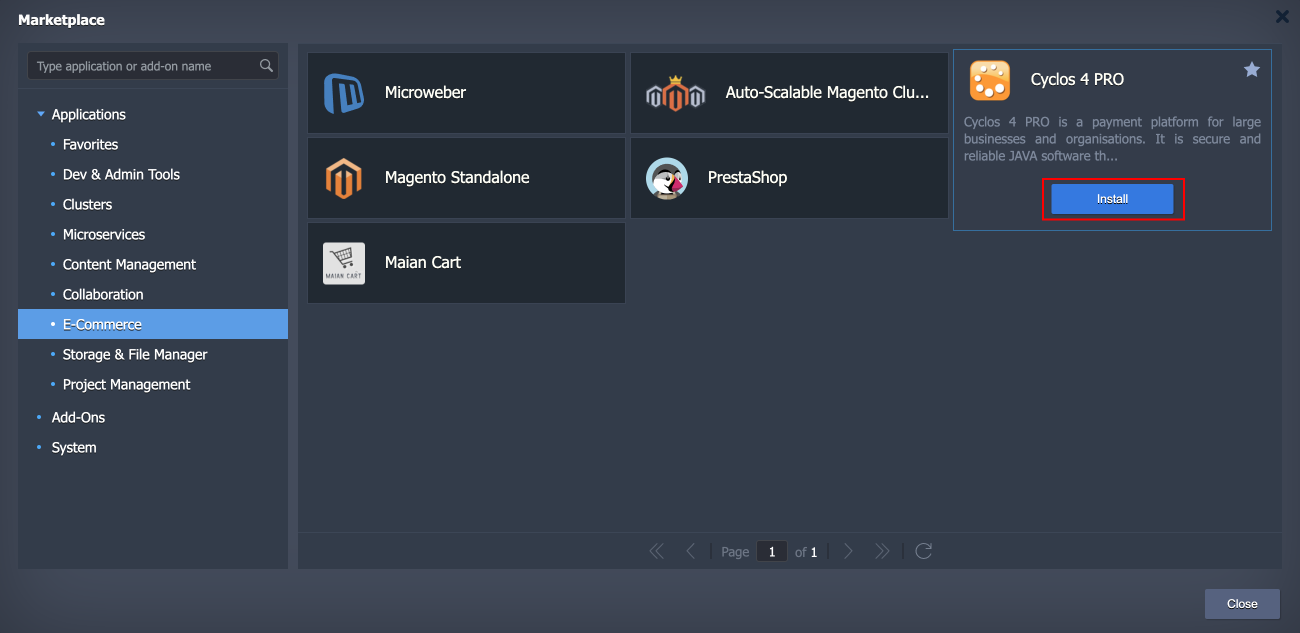 Marketplace
Type application or add-on name
Applications
Favorites
Dev & Admin Tools
Clusters
Microservices
Content Management
Collaboration
E-Commerce
Storage & File Manager
Project Management
Add-Ons
System
Microweber
Auto-Scalable Magento Clu...
Cyclos 4 PRO
Cyclos 4 PRO is a payment platform for large
businesses and organisations. It is secure and
reliable JAVA software th...
Install
Magento Standalone
PrestaShop
MAIAN CART
Maian Cart
Page 1 of 1
Close